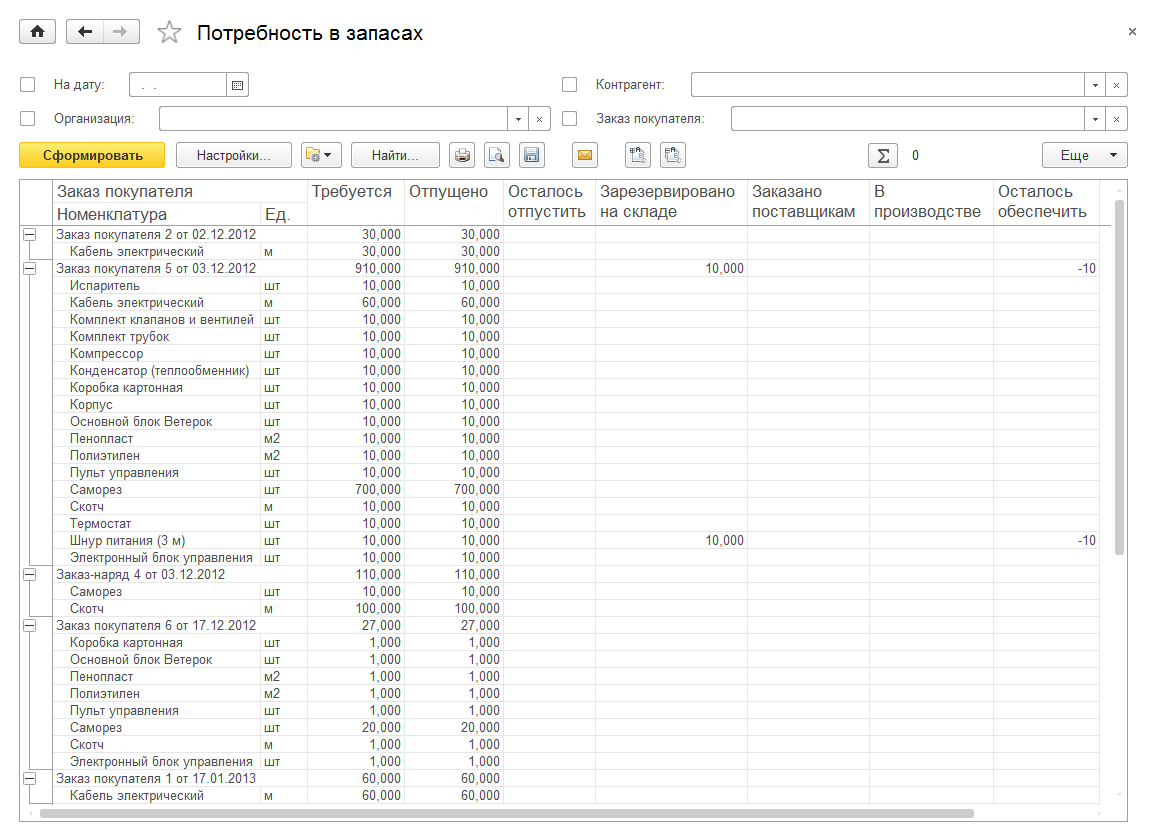 Потребность в запасах
На дату: . . Контрагент:
Организация: Заказ покупателя:
Сформировать Настройки... Найти... Σ 0 Еще
Заказ покупателя Требуется Отпущено Осталось отпустить Зарезервировано на складе Заказано поставщикам В производстве Осталось обеспечить
Номенклатура Ед.
Заказ покупателя 2 от 02.12.2012 30,000 30,000
Кабель электрический м 30,000 30,000
Заказ покупателя 5 от 03.12.2012 910,000 910,000 10,000 -10
Испаритель шт 10,000 10,000
Кабель электрический м 60,000 60,000
Комплект клапанов и вентилей шт 10,000 10,000
Комплект трубок шт 10,000 10,000
Компрессор шт 10,000 10,000
Конденсатор (теплообменник) шт 10,000 10,000
Коробка картонная шт 10,000 10,000
Корпус шт 10,000 10,000
Основной блок Ветерок шт 10,000 10,000
Пенопласт м2 10,000 10,000
Полиэтилен м2 10,000 10,000
Пульт управления шт 10,000 10,000
Саморез шт 700,000 700,000
Скотч м 10,000 10,000
Термостат шт 10,000 10,000
Шнур питания (3 м) шт 10,000 10,000 10,000 -10
Электронный блок управления шт 10,000 10,000
Заказ-наряд 4 от 03.12.2012 110,000 110,000
Саморез шт 10,000 10,000
Скотч м 100,000 100,000
Заказ покупателя 6 от 17.12.2012 27,000 27,000
Коробка картонная шт 1,000 1,000
Основной блок Ветерок шт 1,000 1,000
Пенопласт м2 1,000 1,000
Полиэтилен м2 1,000 1,000
Пульт управления шт 1,000 1,000
Саморез шт 20,000 20,000
Скотч м 1,000 1,000
Электронный блок управления шт 1,000 1,000
Заказ покупателя 1 от 17.01.2013 60,000 60,000
Кабель электрический м 60,000 60,000